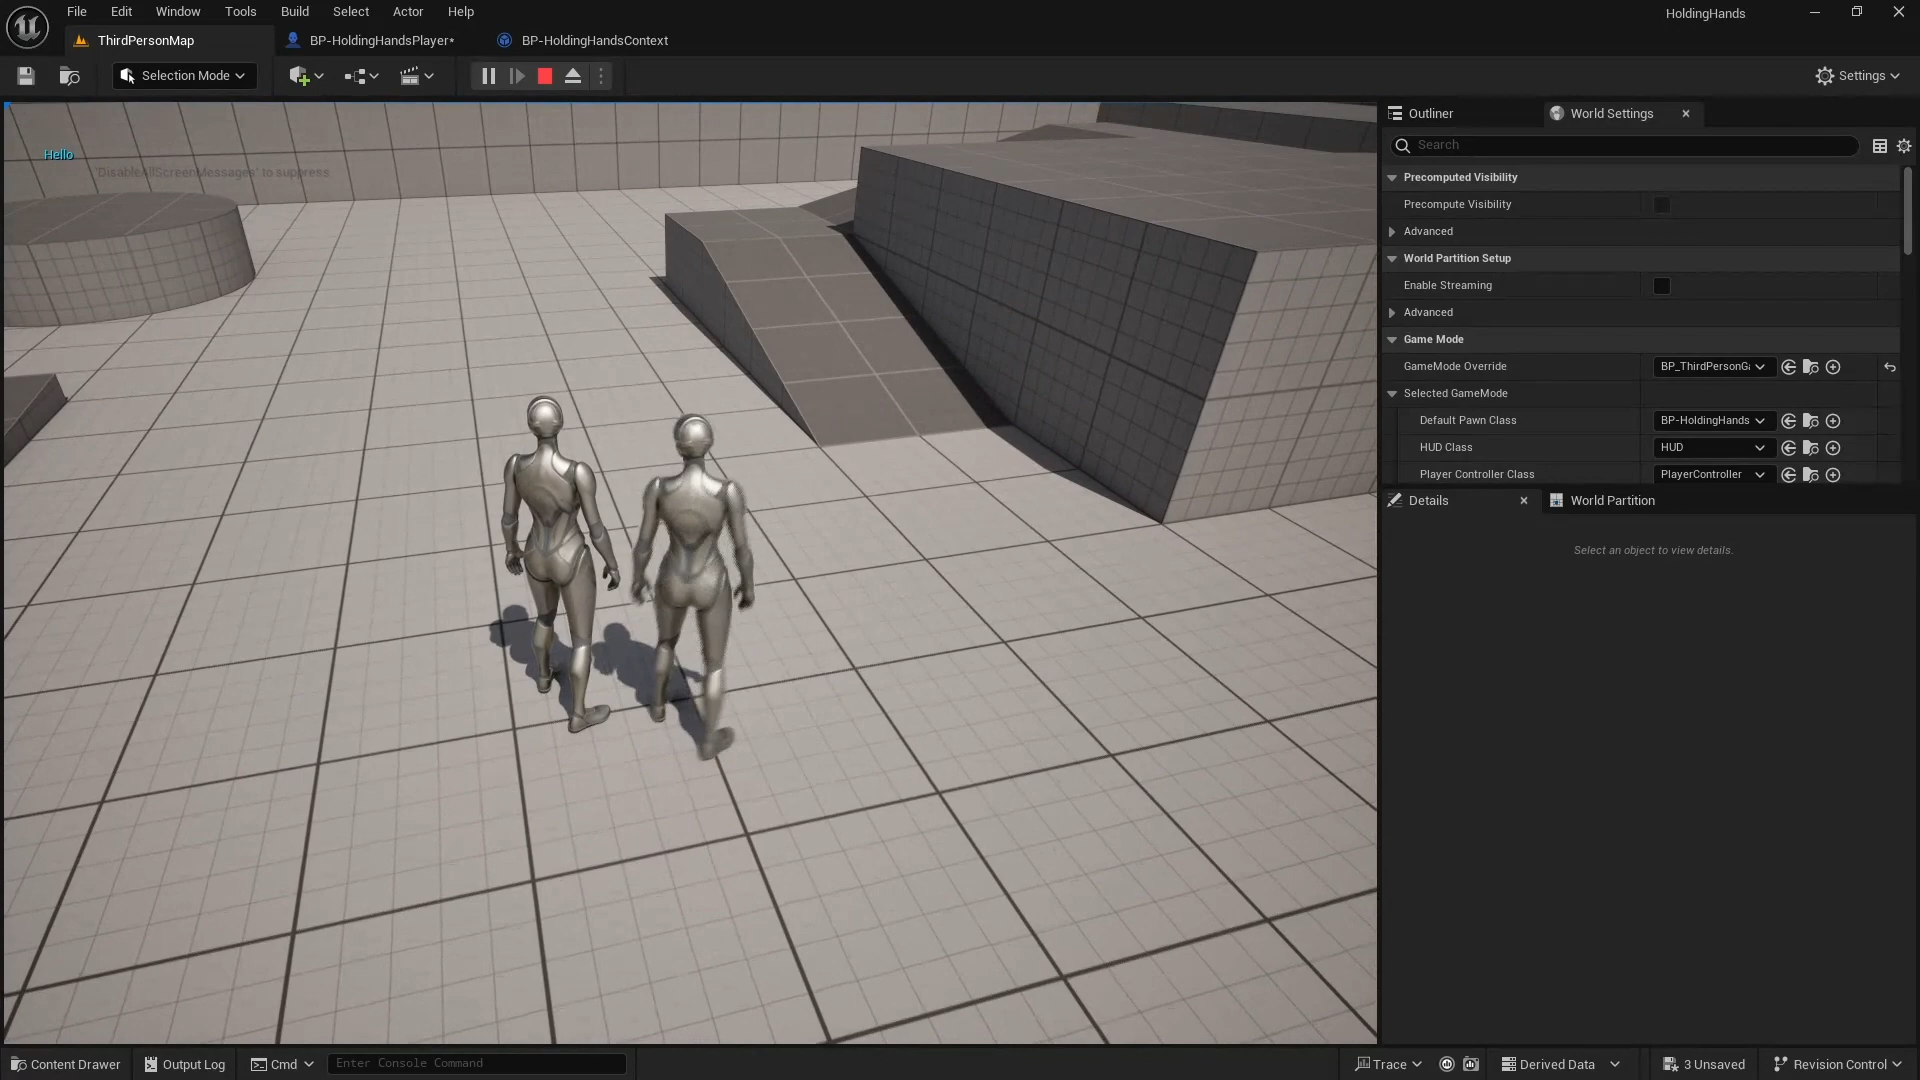 File Edit Window Tools Build Select Actor Help
HoldingHands
ThirdPersonMap
BP-HoldingHandsPlayer*
BP-HoldingHandsContext
Selection Mode
Settings
Hello
'DisableAllScreenMessages' to suppress
Outliner
World Settings
Search
Precomputed Visibility
Precompute Visibility
Advanced
World Partition Setup
Enable Streaming
Advanced
Game Mode
GameMode Override
BP_ThirdPersonGa
Selected GameMode
Default Pawn Class
BP-HoldingHands
HUD Class
HUD
Player Controller Class
PlayerController
Details
World Partition
Select an object to view details.
Content Drawer
Output Log
Cmd
Enter Console Command
Trace
Derived Data
3 Unsaved
Revision Control